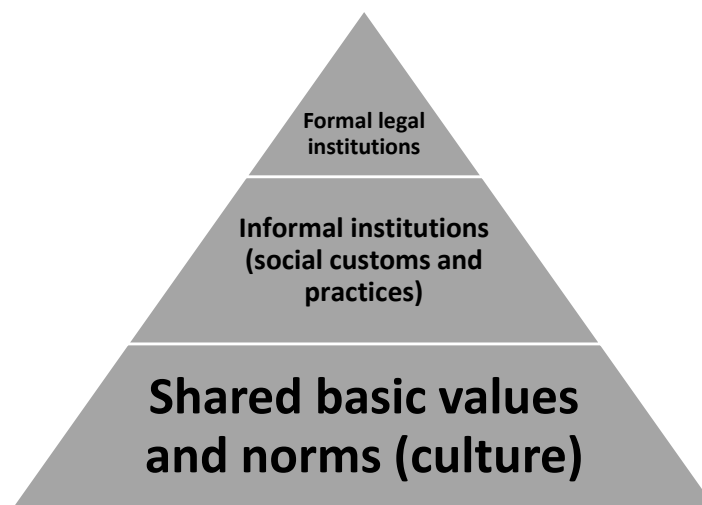 Formal legal
institutions
Informal institutions
(social customs and
practices)
Shared basic values
and norms (culture)